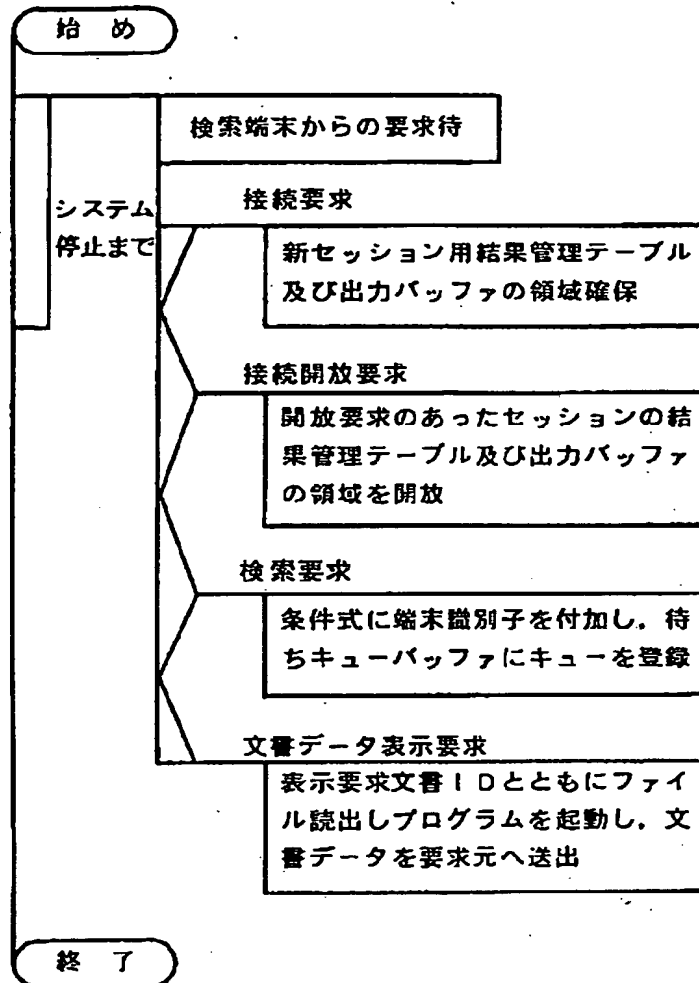 始 め
検索端末からの要求待
システム
停止まで
接続要求
新セッション用結果管理テーブル
及び出力バッファの領域確保
接続開放要求
開放要求のあったセッションの結
果管理テーブル及び出力バッファ
の領域を開放
検索要求
条件式に端末識別子を付加し，待
ちキューバッファにキューを登録
文書データ表示要求
表示要求文書IDとともにファイ
ル読出しプログラムを起動し，文
書データを要求元へ送出
終 了